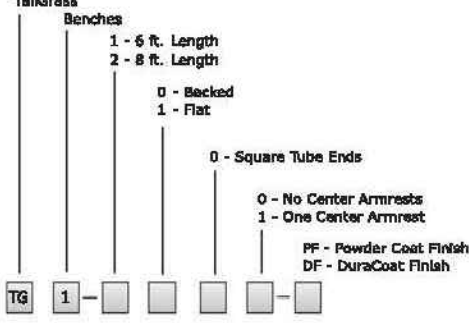 Benches
1 - 6 ft. Length
2 - 8 ft. Length
0 - Backed
1 - Flat
0 - Square Tube Ends
0 - No Center Armrests
1 - One Center Armrest
PF - Powder Coat Finish
DF - DuraCoat Finish
TG 1 - -